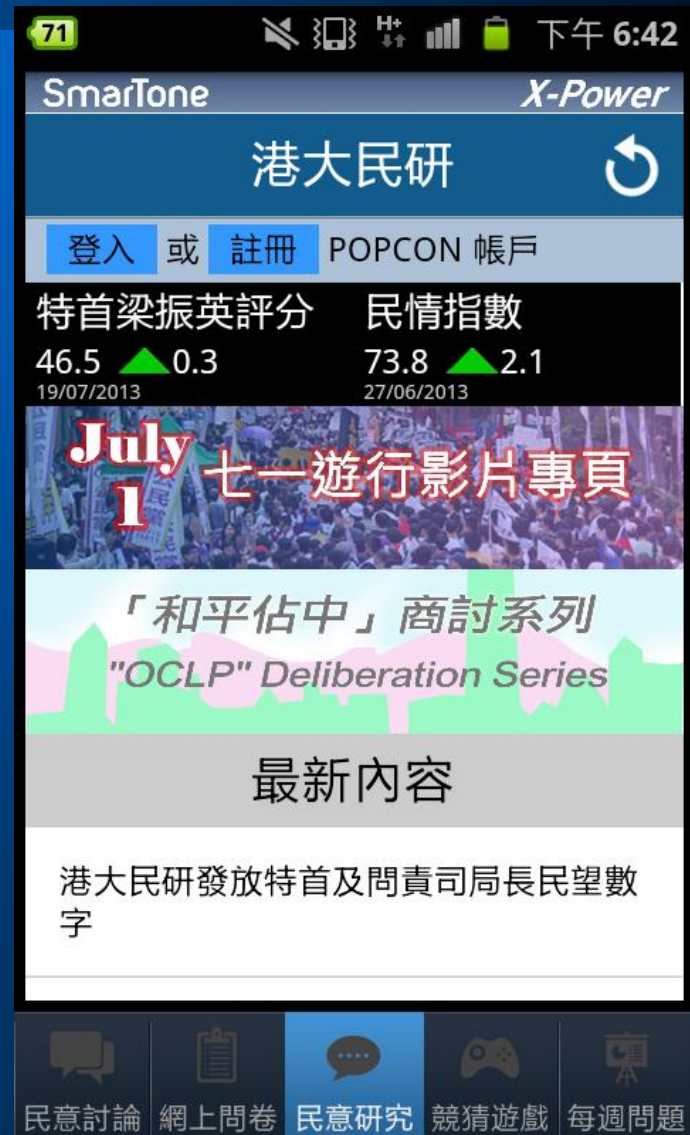 71 H+ 下午 6:42
SmarTone X-Power
港大民研
登入 或 註冊 POPCON 帳戶
特首梁振英評分 民情指數
46.5 0.3 73.8 2.1
19/07/2013 27/06/2013
July 1 七一遊行影片專頁
「和平佔中」商討系列
"OCLP" Deliberation Series
最新內容
港大民研發放特首及問責司局長民望數
字
民意討論 網上問卷 民意研究 競猜遊戲 每週問題